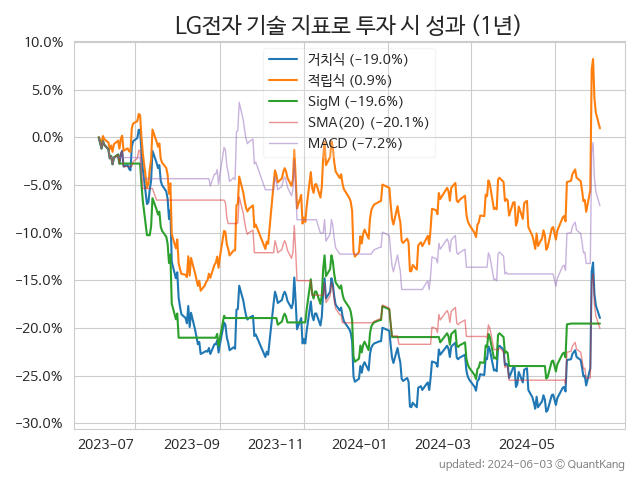 LG전자 기술 지표로 투자 시 성과 (1년)
거치식 (−19.0%)
적립식 (0.9%)
SigM (−19.6%)
SMA(20) (−20.1%)
MACD (−7.2%)
10.0%
5.0%
0.0%
−5.0%
−10.0%
−15.0%
−20.0%
−25.0%
−30.0%
2023-07 2023-09 2023-11 2024-01 2024-03 2024-05
updated: 2024-06-03 © QuantKang